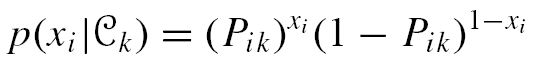 p(x_i|𝒞_k) = (P_{ik})^{x_i}(1 − P_{ik})^{1−x_i}